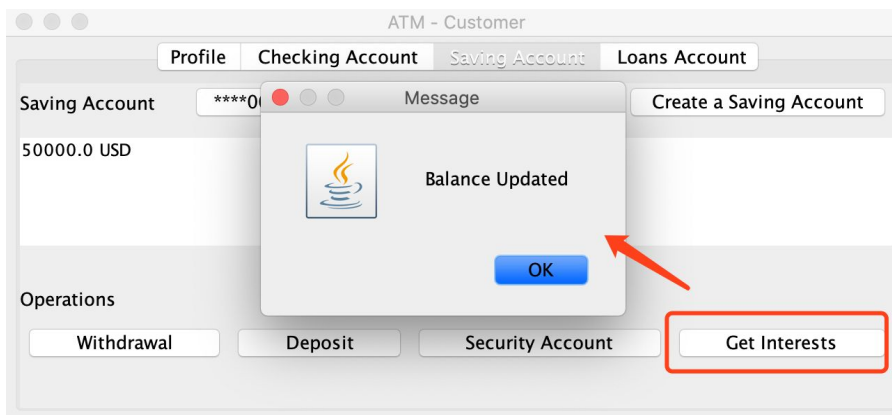 ATM - Customer
Profile Checking Account Saving Account Loans Account
Message
Saving Account ****0 Create a Saving Account
50000.0 USD
Balance Updated
OK
Operations
Withdrawal Deposit Security Account Get Interests